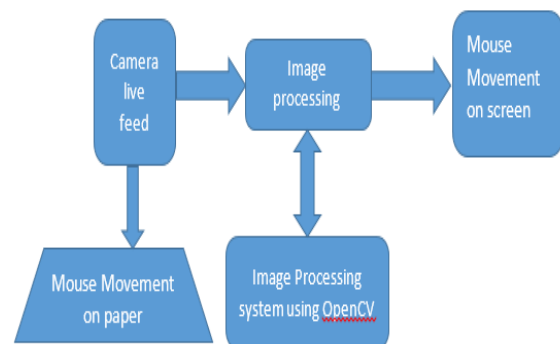 Camera
live
feed
Image
processing
Mouse
Movement
on screen
Mouse Movement
on paper
Image Processing
system using OpenCV